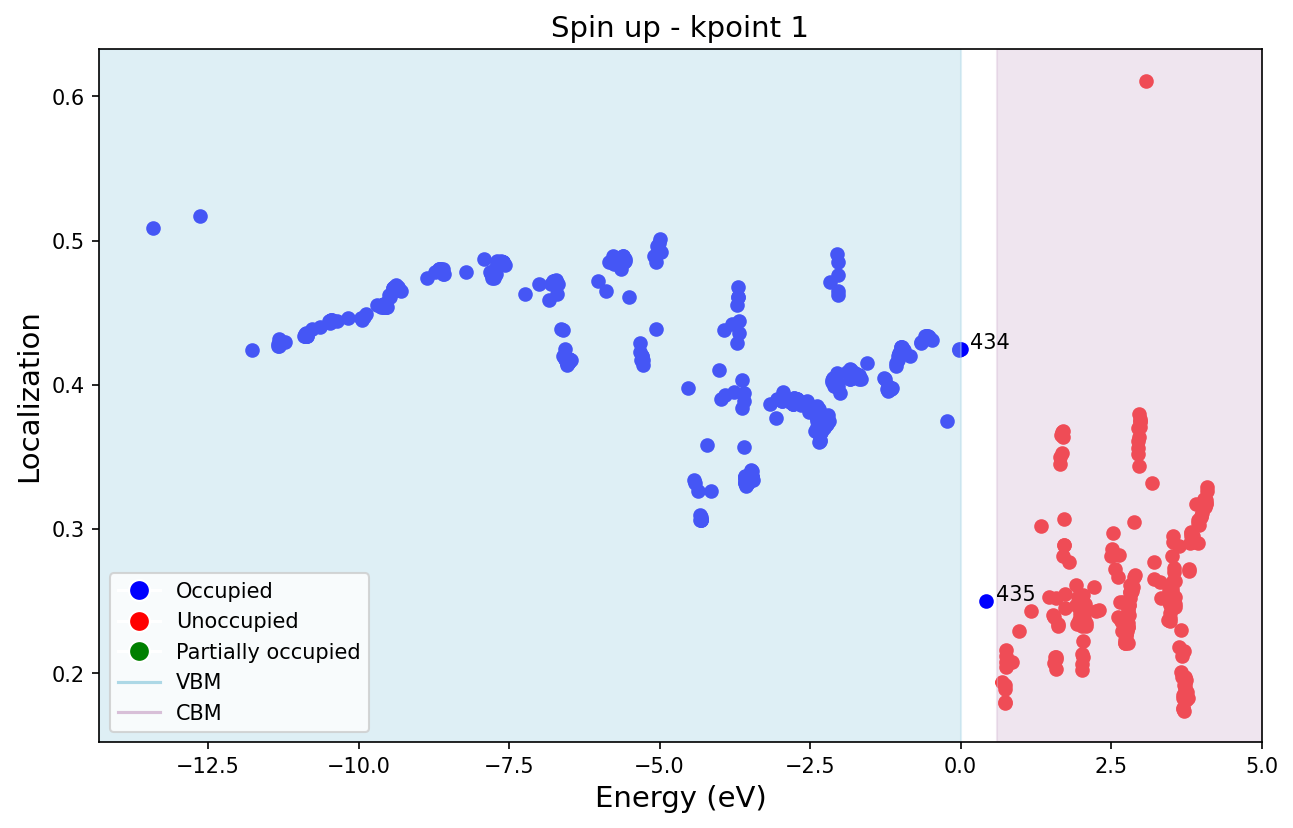 Spin up - kpoint 1
Localization
0.6
0.5
0.4
0.3
0.2
434
435
Occupied
Unoccupied
Partially occupied
VBM
CBM
−12.5 −10.0 −7.5 −5.0 −2.5 0.0 2.5 5.0
Energy (eV)